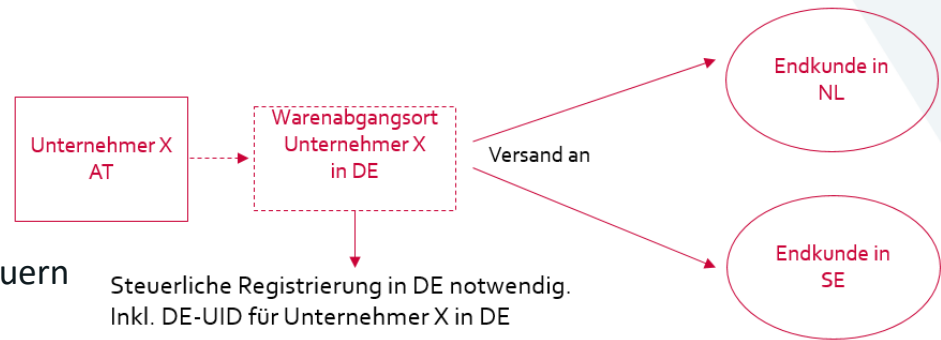 Unternehmer X
AT
Warenabgangsort
Unternehmer X
in DE
Versand an
Endkunde in
NL
Endkunde in
SE
uern
Steuerliche Registrierung in DE notwendig.
Inkl. DE-UID für Unternehmer X in DE